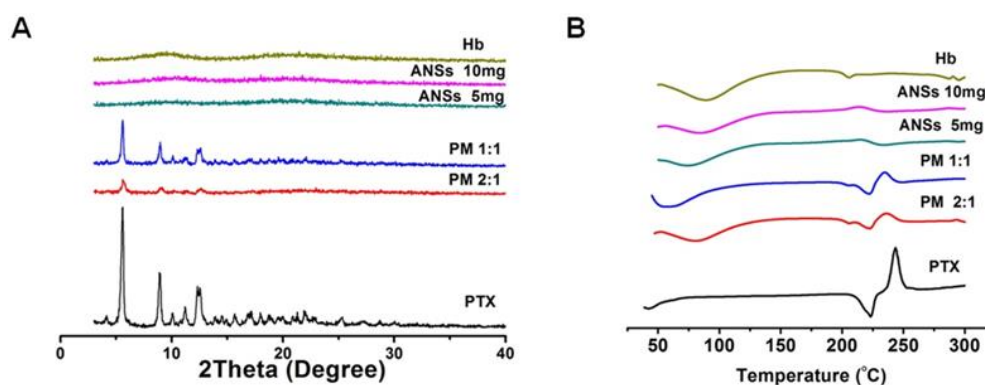 A
Hb
ANSs 10mg
ANSs 5mg
PM 1:1
PM 2:1
PTX
0 10 20 30 40
2Theta (Degree)
B
Hb
ANSs 10mg
ANSs 5mg
PM 1:1
PM 2:1
PTX
50 100 150 200 250 300
Temperature (°C)